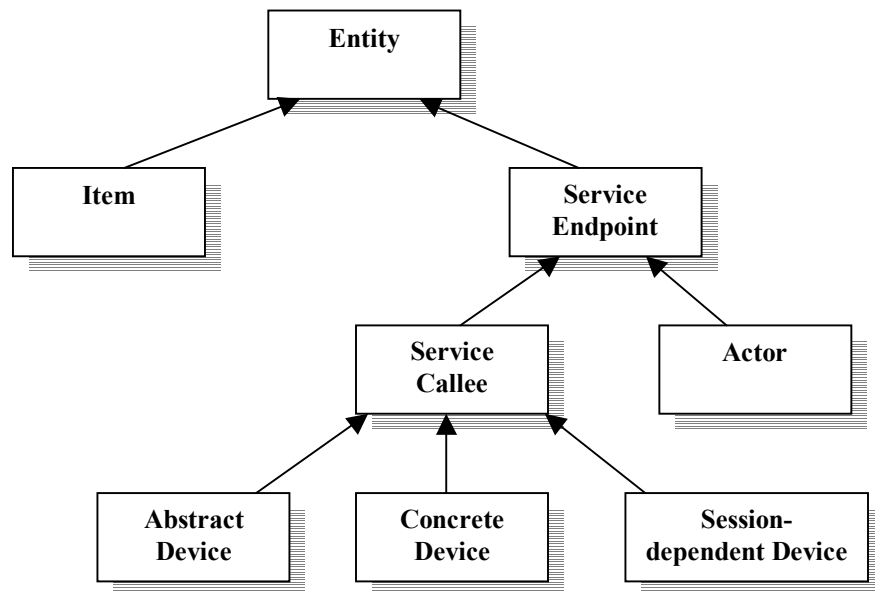 Entity
Item
Service
Endpoint
Service
Callee
Actor
Abstract
Device
Concrete
Device
Session-
dependent Device